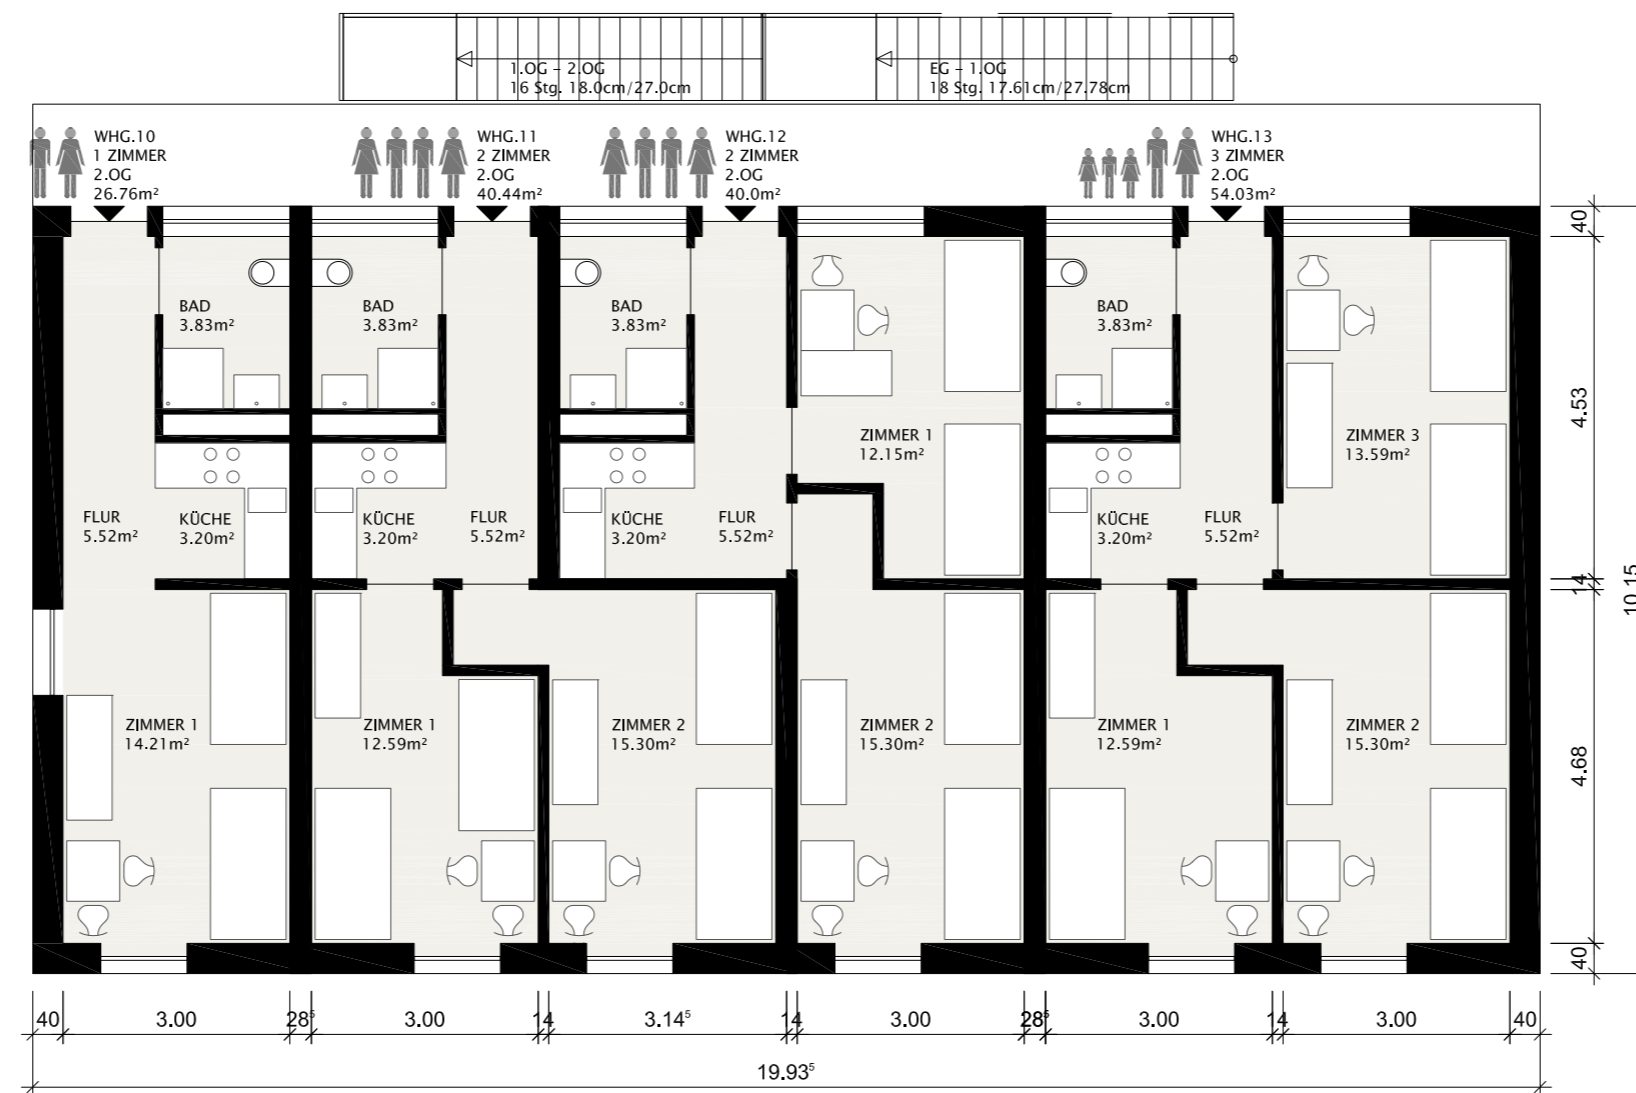 1.OG – 2.OG
16 Stg. 18.0cm/27.0cm
EG – 1.OG
18 Stg. 17.61cm/27.78cm
WHG.10
1 ZIMMER
2.OG
26.76m²
WHG.11
2 ZIMMER
2.OG
40.44m²
WHG.12
2 ZIMMER
2.OG
40.0m²
WHG.13
3 ZIMMER
2.OG
54.03m²
BAD
3.83m²
BAD
3.83m²
BAD
3.83m²
BAD
3.83m²
ZIMMER 1
12.15m²
ZIMMER 3
13.59m²
FLUR
5.52m²
KÜCHE
3.20m²
KÜCHE
3.20m²
FLUR
5.52m²
KÜCHE
3.20m²
FLUR
5.52m²
KÜCHE
3.20m²
FLUR
5.52m²
ZIMMER 1
14.21m²
ZIMMER 1
12.59m²
ZIMMER 2
15.30m²
ZIMMER 2
15.30m²
ZIMMER 1
12.59m²
ZIMMER 2
15.30m²
40
4.53
14
4.68
40
10.15
40
3.00
28⁵
3.00
14
3.14⁵
14
3.00
28⁵
3.00
14
3.00
40
19.93⁵